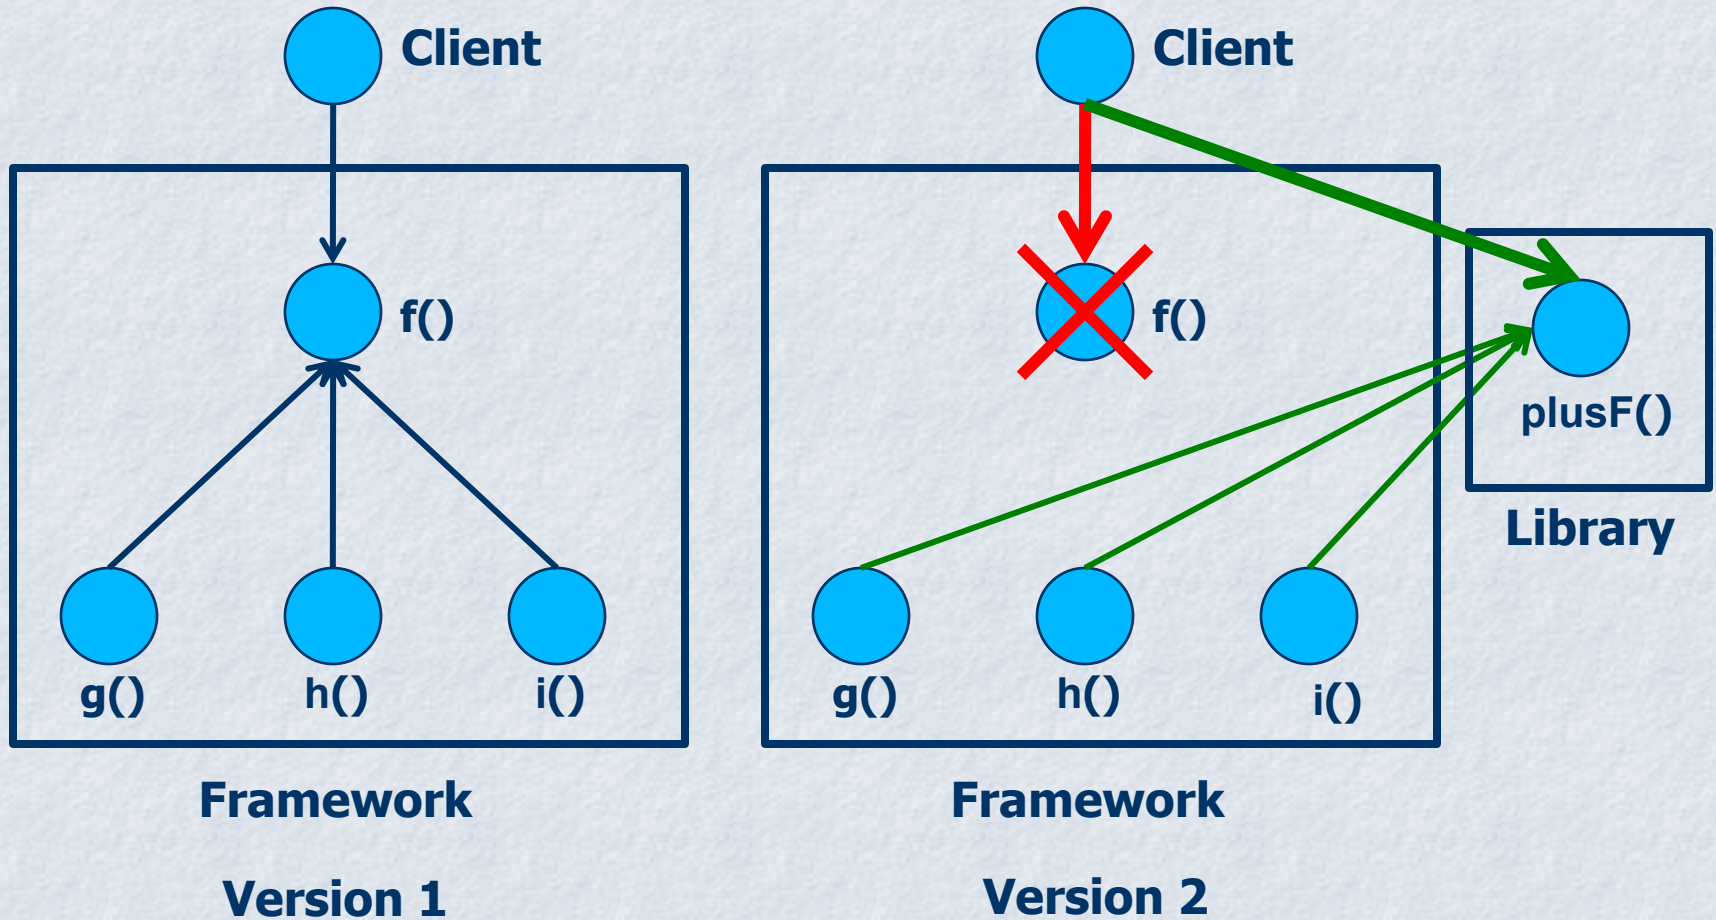 Client
f()
g()
h()
i()
Framework
Version 1
Client
f()
plusF()
Library
g()
h()
i()
Framework
Version 2